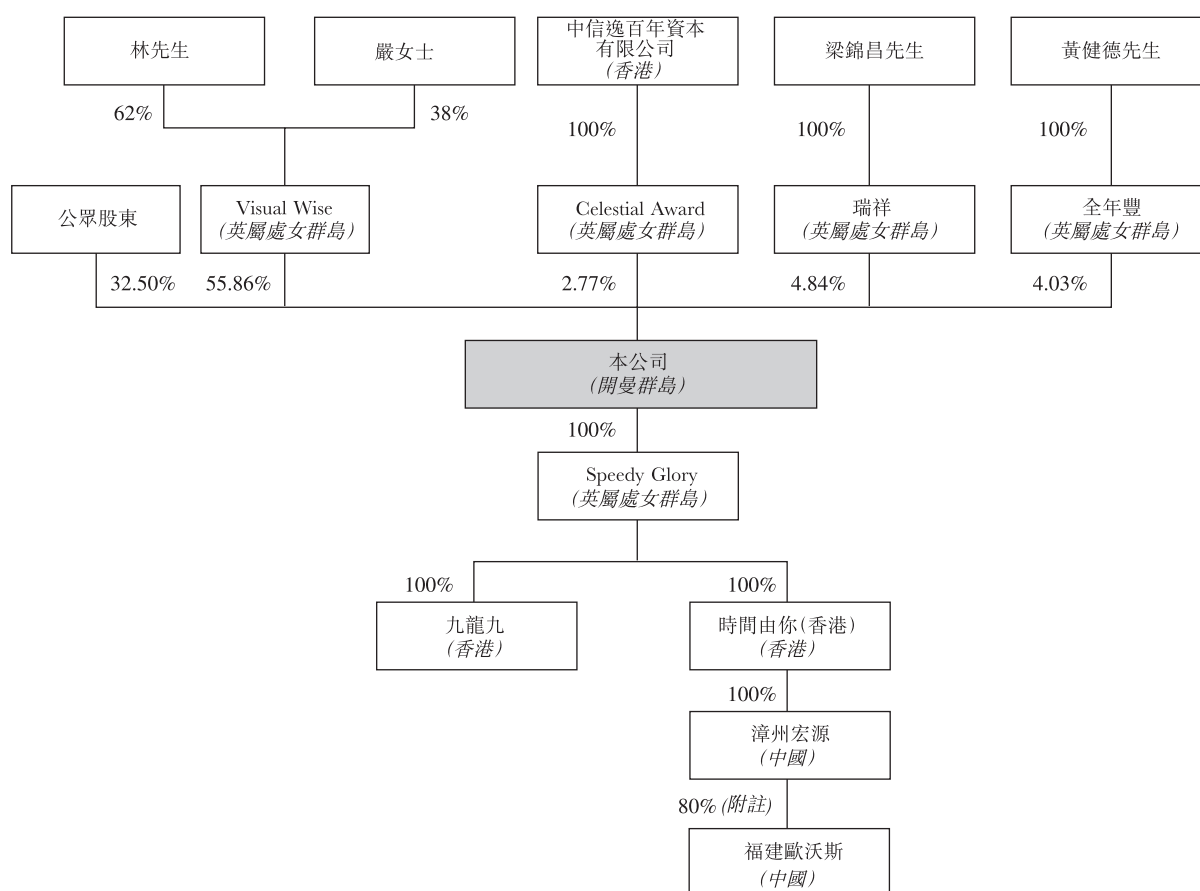 林先生
嚴女士
中信逸百年資本
有限公司
(香港)
梁錦昌先生
黃健德先生
62%
38%
100%
100%
100%
公眾股東
Visual Wise
(英屬處女群島)
Celestial Award
(英屬處女群島)
瑞祥
(英屬處女群島)
全年豐
(英屬處女群島)
32.50%
55.86%
2.77%
4.84%
4.03%
本公司
(開曼群島)
100%
Speedy Glory
(英屬處女群島)
100%
100%
九龍九
(香港)
時間由你(香港)
(香港)
100%
漳州宏源
(中國)
80%(附註)
福建歐沃斯
(中國)